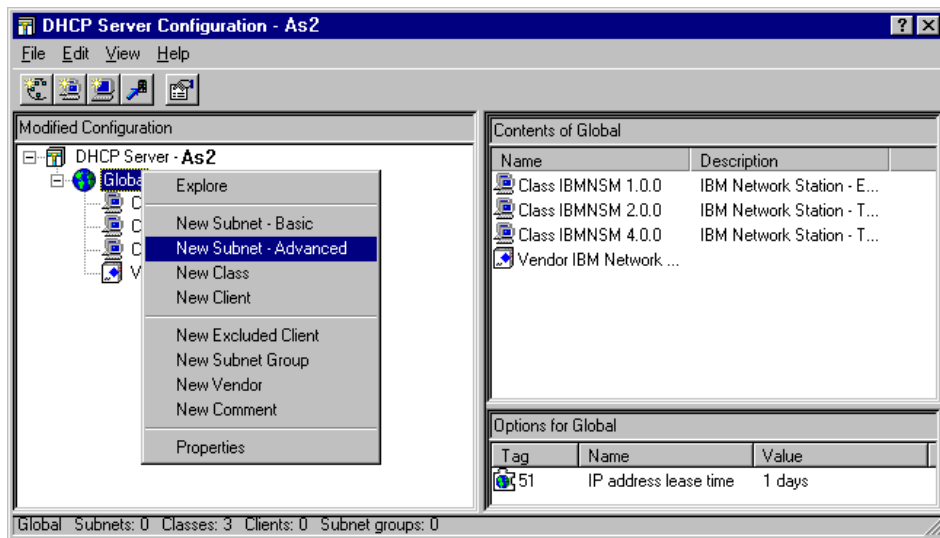 DHCP Server Configuration - As2
File Edit View Help
Modified Configuration
DHCP Server - As2
Globa
C
C
C
V
Explore
New Subnet - Basic
New Subnet - Advanced
New Class
New Client
New Excluded Client
New Subnet Group
New Vendor
New Comment
Properties
Contents of Global
Name Description
Class IBMNSM 1.0.0 IBM Network Station - E...
Class IBMNSM 2.0.0 IBM Network Station - T...
Class IBMNSM 4.0.0 IBM Network Station - T...
Vendor IBM Network ...
Options for Global
Tag Name Value
51 IP address lease time 1 days
Global Subnets: 0 Classes: 3 Clients: 0 Subnet groups: 0